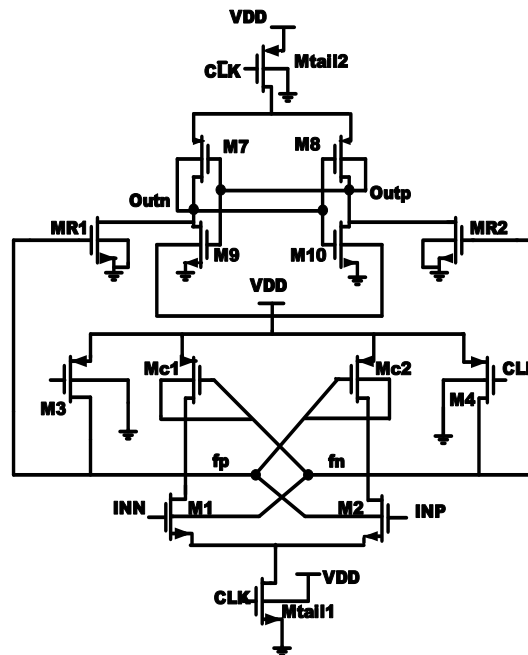 VDD
Mtail2
CLK
M7
M8
Outn
Outp
MR1
MR2
M9
M10
VDD
Mc1
Mc2
CL
M3
M4
fp
fn
INN
M1
M2
INP
VDD
CLK
Mtail1